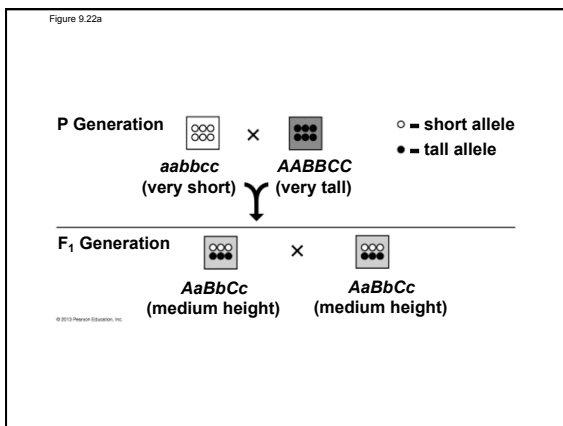 Figure 9.22a
P Generation × ○ = short allele
● = tall allele
aabbcc AABBCC
(very short) (very tall)
F₁ Generation ×
AaBbCc AaBbCc
(medium height) (medium height)
© 2013 Pearson Education, Inc.